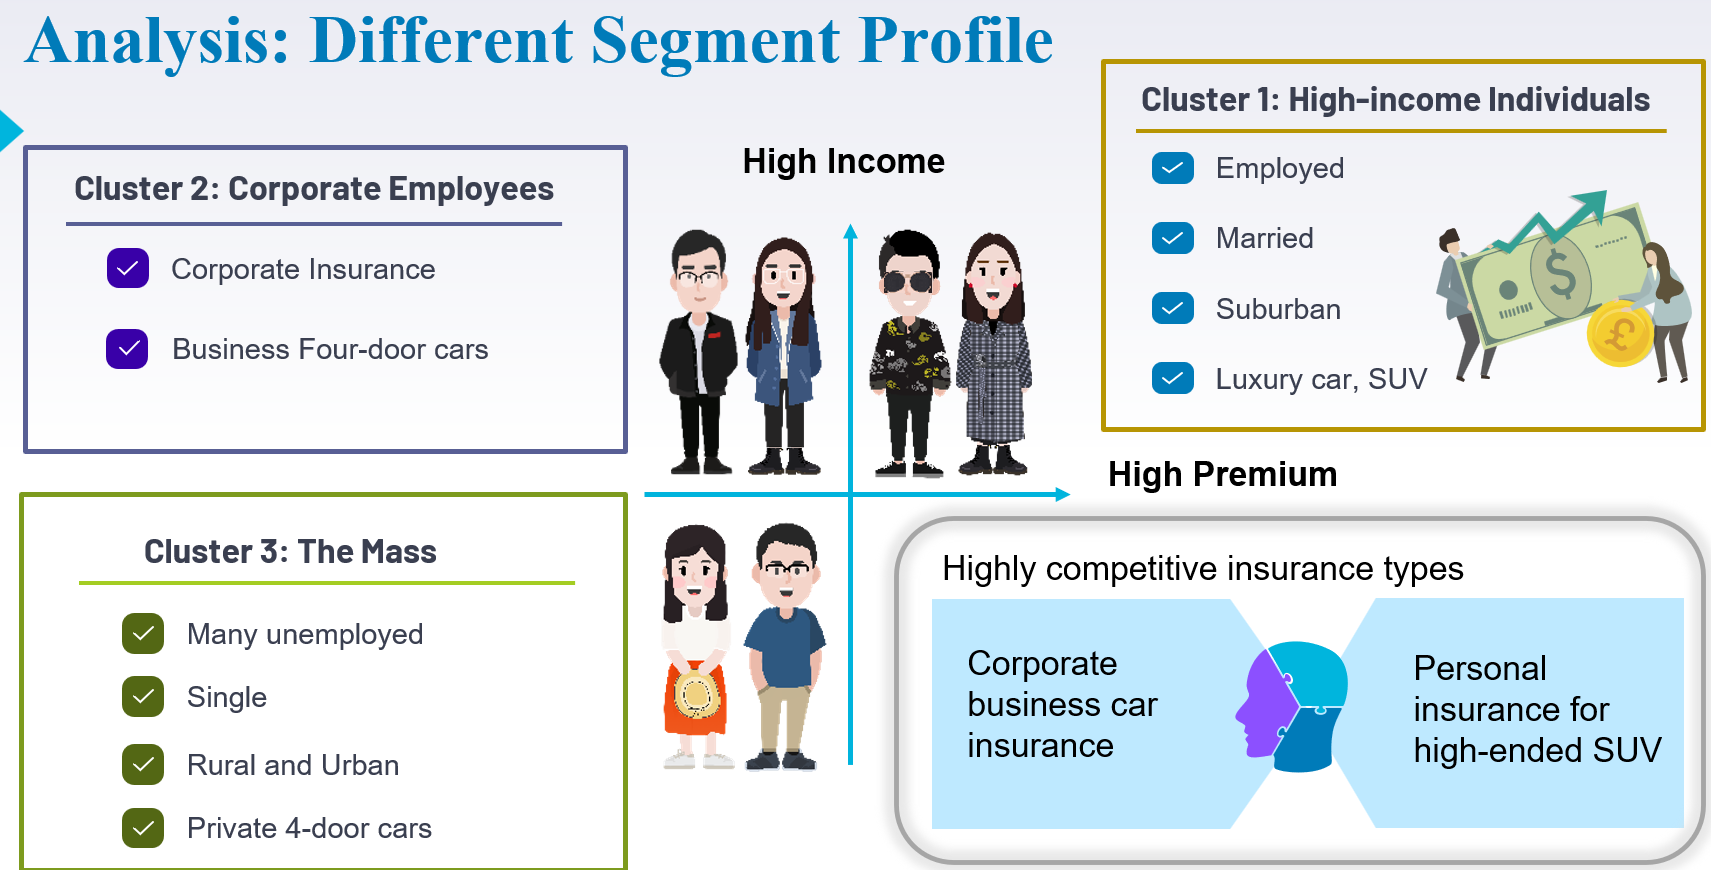 Analysis: Different Segment Profile
Cluster 1: High-income Individuals
Employed
Married
Suburban
Luxury car, SUV
Cluster 2: Corporate Employees
Corporate Insurance
Business Four-door cars
High Income
High Premium
Cluster 3: The Mass
Many unemployed
Single
Rural and Urban
Private 4-door cars
Highly competitive insurance types
Corporate
business car
insurance
Personal
insurance for
high-ended SUV